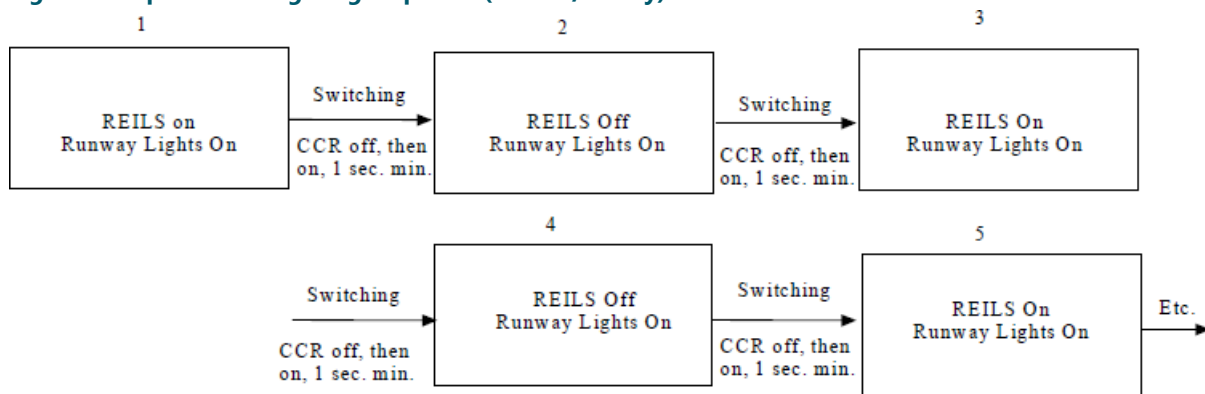 1
2
3
REILS on
Runway Lights On
Switching
CCR off, then
on, 1 sec. min.
REILS Off
Runway Lights On
Switching
CCR off, then
on, 1 sec. min.
REILS On
Runway Lights On
4
5
Switching
CCR off, then
on, 1 sec. min.
REILS Off
Runway Lights On
Switching
CCR off, then
on, 1 sec. min.
REILS On
Runway Lights On
Etc.